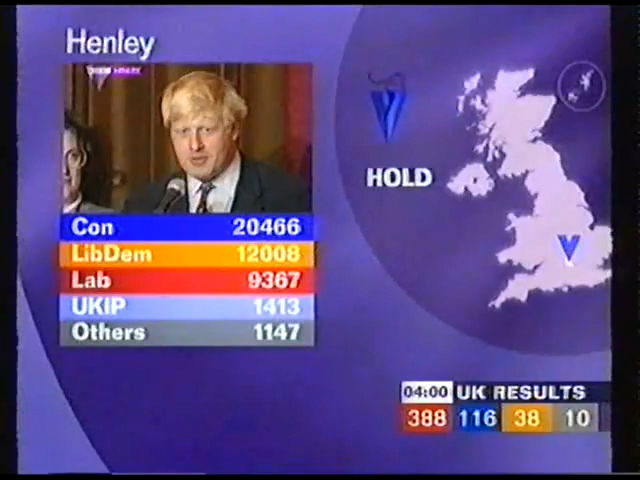 Henley
HENLEY
HOLD
Con 20466
LibDem 12008
Lab 9367
UKIP 1413
Others 1147
04:00 UK RESULTS
388 116 38 10